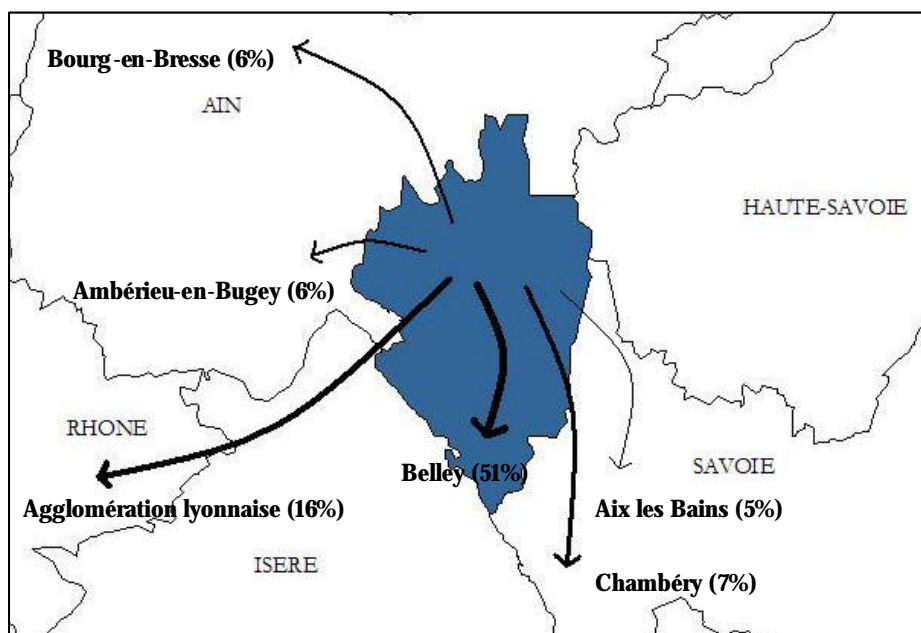 Bourg-en-Bresse (6%)
AIN
HAUTE-SAVOIE
Ambérieu-en-Bugey (6%)
RHONE
Belley (51%)
SAVOIE
Agglomération lyonnaise (16%)
Aix les Bains (5%)
ISERE
Chambéry (7%)